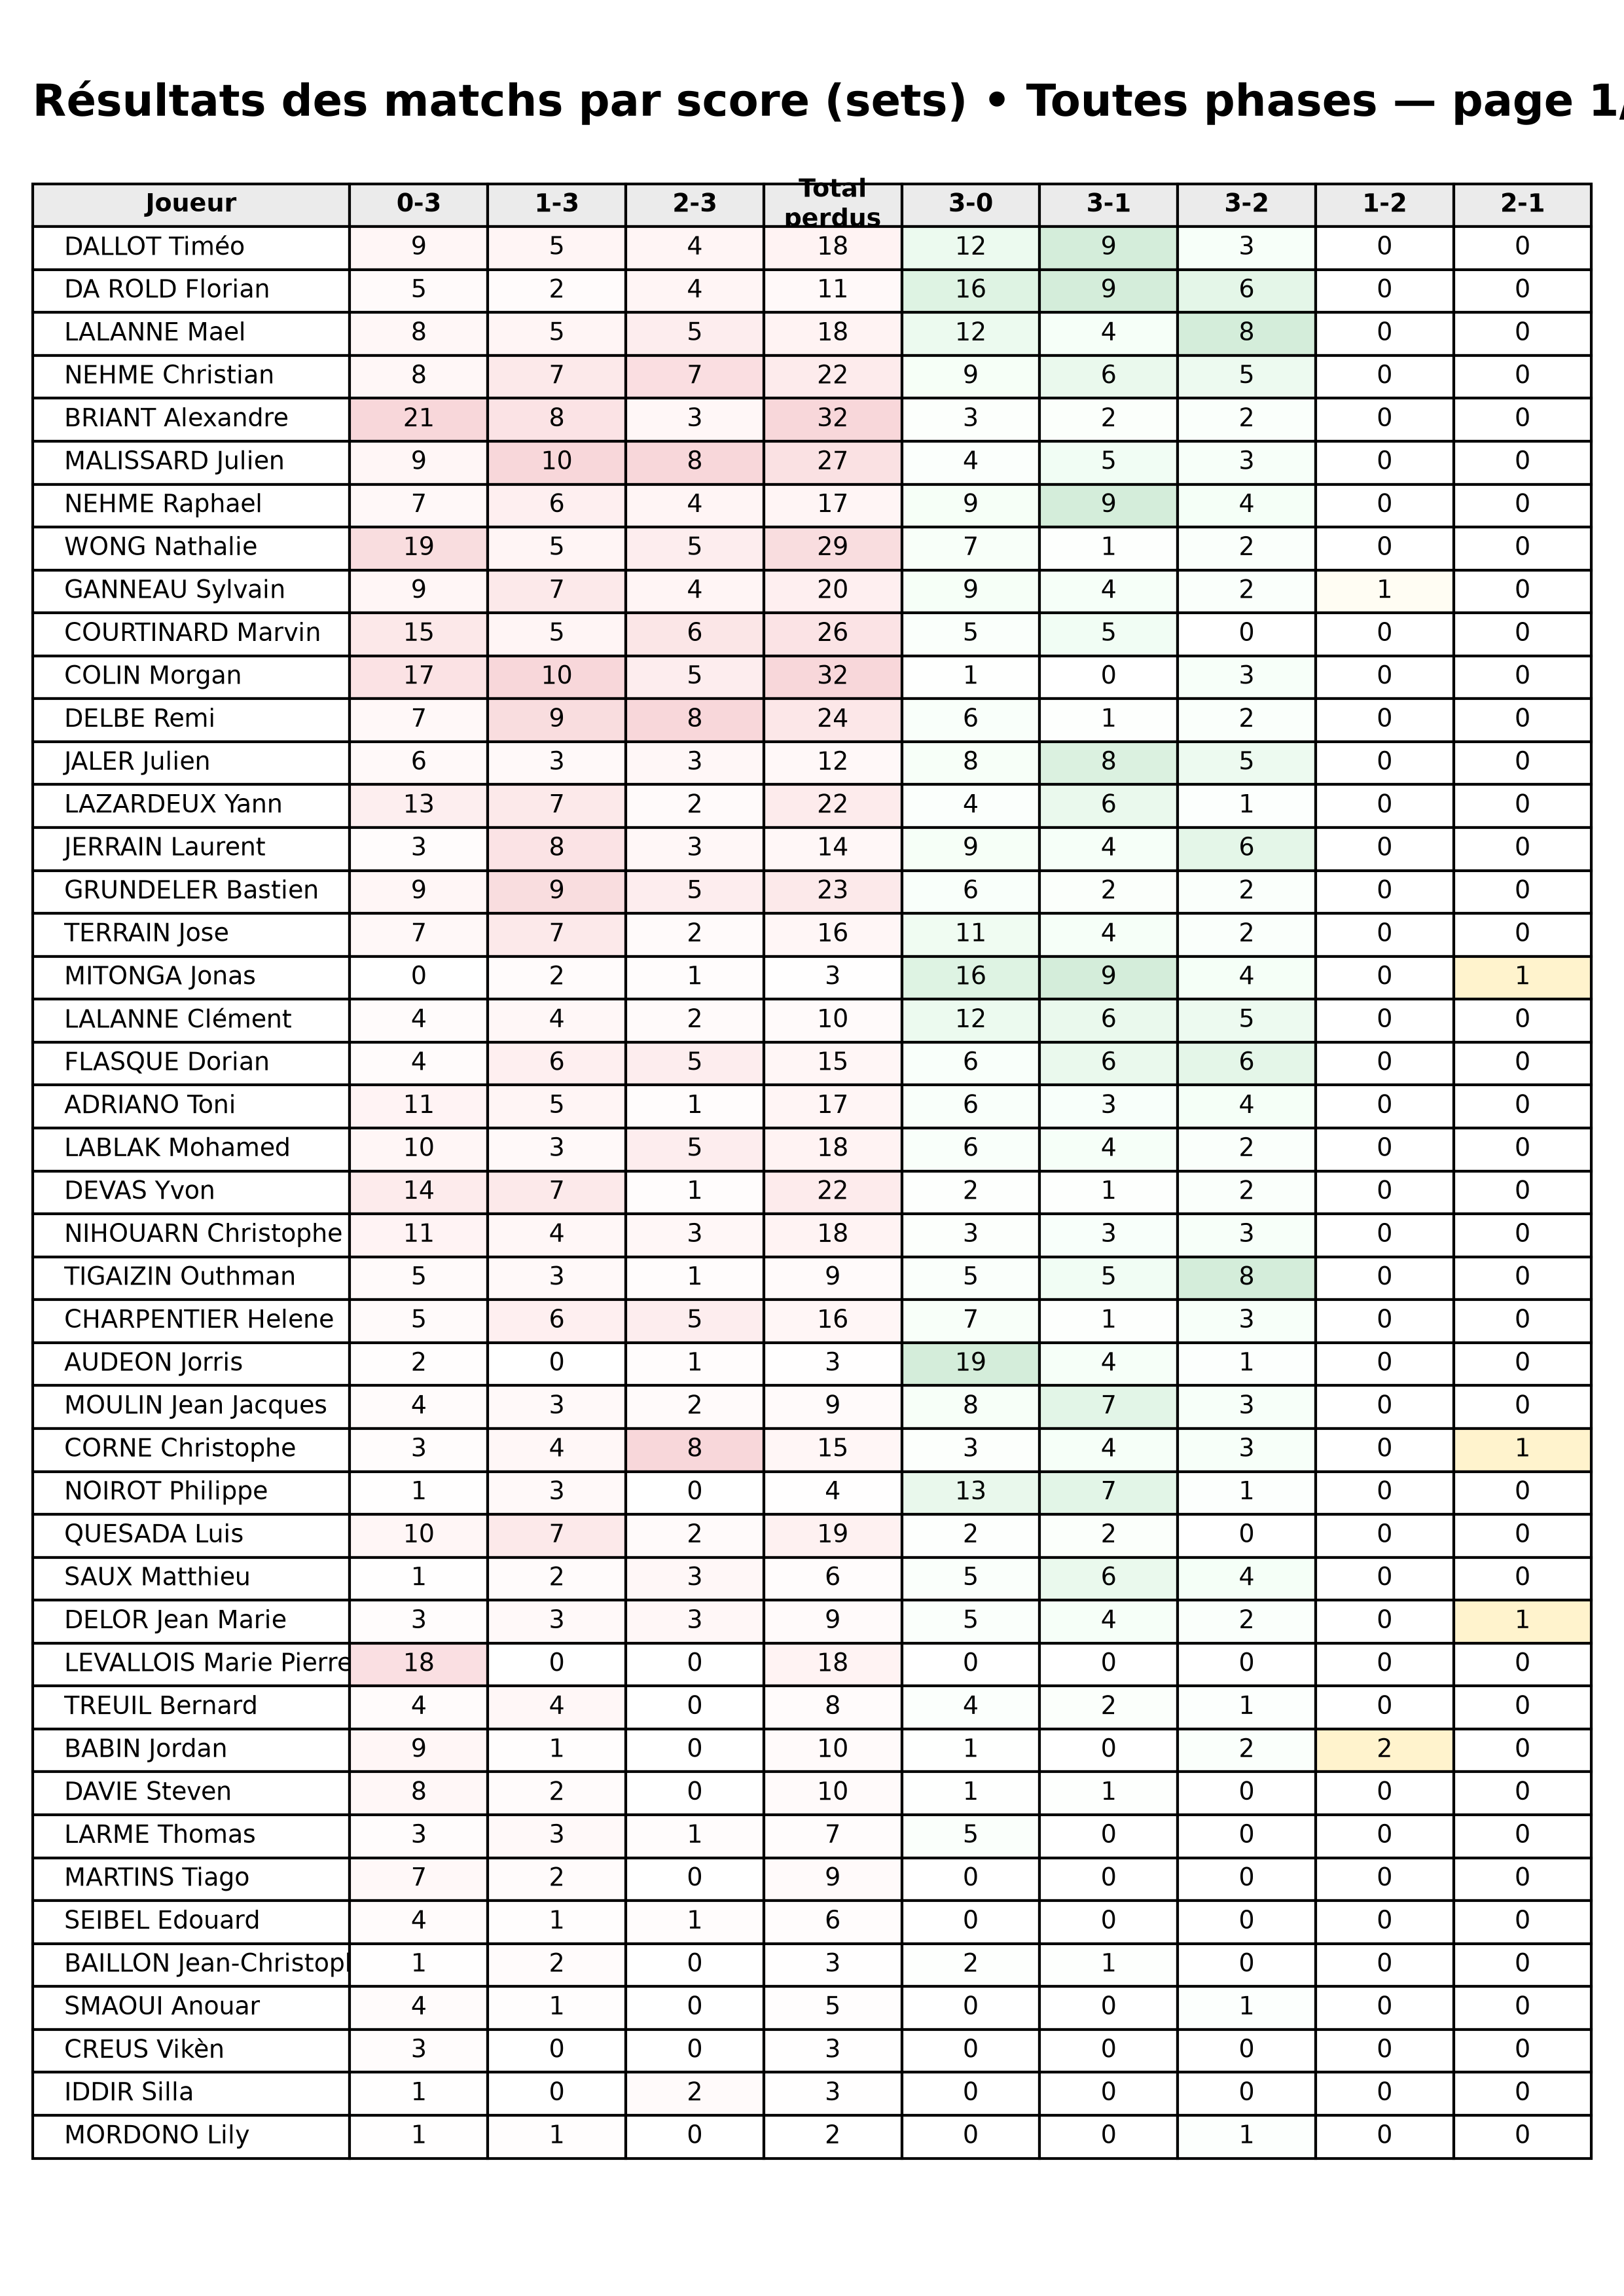 Résultats des matchs par score (sets) • Toutes phases — page 1/
Joueur 0-3 1-3 2-3 Total perdus 3-0 3-1 3-2 1-2 2-1
DALLOT Timéo 9 5 4 18 12 9 3 0 0
DA ROLD Florian 5 2 4 11 16 9 6 0 0
LALANNE Mael 8 5 5 18 12 4 8 0 0
NEHME Christian 8 7 7 22 9 6 5 0 0
BRIANT Alexandre 21 8 3 32 3 2 2 0 0
MALISSARD Julien 9 10 8 27 4 5 3 0 0
NEHME Raphael 7 6 4 17 9 9 4 0 0
WONG Nathalie 19 5 5 29 7 1 2 0 0
GANNEAU Sylvain 9 7 4 20 9 4 2 1 0
COURTINARD Marvin 15 5 6 26 5 5 0 0 0
COLIN Morgan 17 10 5 32 1 0 3 0 0
DELBE Remi 7 9 8 24 6 1 2 0 0
JALER Julien 6 3 3 12 8 8 5 0 0
LAZARDEUX Yann 13 7 2 22 4 6 1 0 0
JERRAIN Laurent 3 8 3 14 9 4 6 0 0
GRUNDELER Bastien 9 9 5 23 6 2 2 0 0
TERRAIN Jose 7 7 2 16 11 4 2 0 0
MITONGA Jonas 0 2 1 3 16 9 4 0 1
LALANNE Clément 4 4 2 10 12 6 5 0 0
FLASQUE Dorian 4 6 5 15 6 6 6 0 0
ADRIANO Toni 11 5 1 17 6 3 4 0 0
LABLAK Mohamed 10 3 5 18 6 4 2 0 0
DEVAS Yvon 14 7 1 22 2 1 2 0 0
NIHOUARN Christophe 11 4 3 18 3 3 3 0 0
TIGAIZIN Outhman 5 3 1 9 5 5 8 0 0
CHARPENTIER Helene 5 6 5 16 7 1 3 0 0
AUDEON Jorris 2 0 1 3 19 4 1 0 0
MOULIN Jean Jacques 4 3 2 9 8 7 3 0 0
CORNE Christophe 3 4 8 15 3 4 3 0 1
NOIROT Philippe 1 3 0 4 13 7 1 0 0
QUESADA Luis 10 7 2 19 2 2 0 0 0
SAUX Matthieu 1 2 3 6 5 6 4 0 0
DELOR Jean Marie 3 3 3 9 5 4 2 0 1
LEVALLOIS Marie Pierre 18 0 0 18 0 0 0 0 0
TREUIL Bernard 4 4 0 8 4 2 1 0 0
BABIN Jordan 9 1 0 10 1 0 2 2 0
DAVIE Steven 8 2 0 10 1 1 0 0 0
LARME Thomas 3 3 1 7 5 0 0 0 0
MARTINS Tiago 7 2 0 9 0 0 0 0 0
SEIBEL Edouard 4 1 1 6 0 0 0 0 0
BAILLON Jean-Christoph 1 2 0 3 2 1 0 0 0
SMAOUI Anouar 4 1 0 5 0 0 1 0 0
CREUS Vikèn 3 0 0 3 0 0 0 0 0
IDDIR Silla 1 0 2 3 0 0 0 0 0
MORDONO Lily 1 1 0 2 0 0 1 0 0